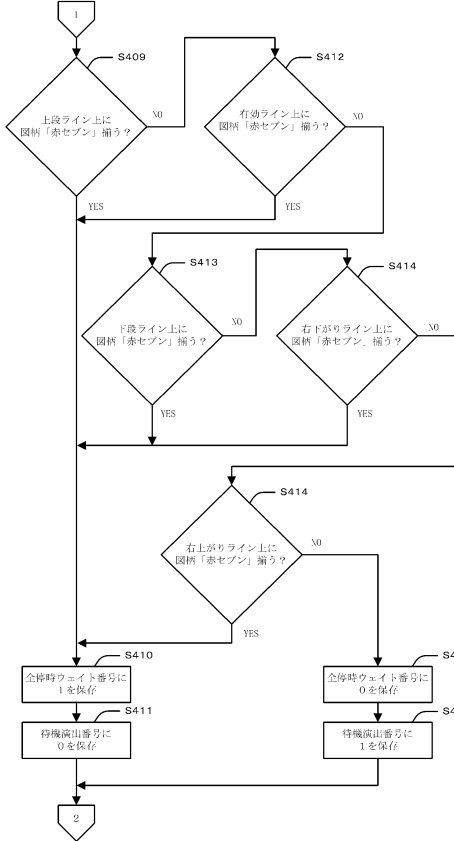 1
S409
上段ライン上に
図柄「赤セブン」揃う？
NO
YES
S412
有効ライン上に
図柄「赤セブン」揃う？
NO
YES
S413
下段ライン上に
図柄「赤セブン」揃う？
NO
YES
S414
右下がりライン上に
図柄「赤セブン」揃う？
NO
YES
S414
右上がりライン上に
図柄「赤セブン」揃う？
NO
YES
S410
全停時ウェイト番号に
1を保存
S4
全停時ウェイト番号に
0を保存
S411
待機演出番号に
0を保存
S4
待機演出番号に
1を保存
2